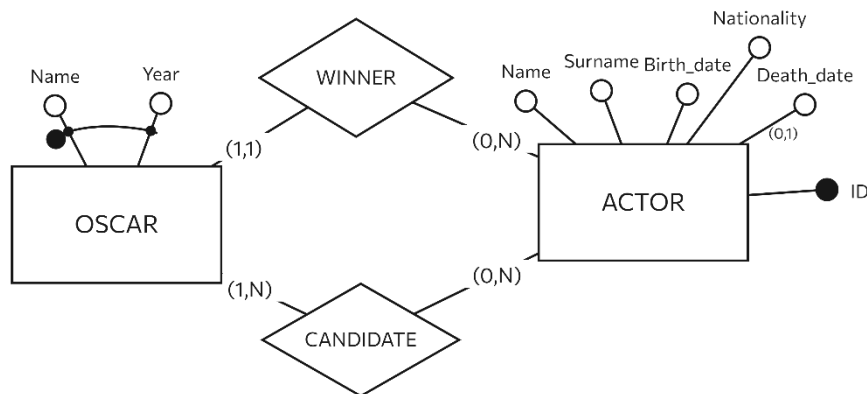 Nationality
Name
Year
WINNER
Name
Surname
Birth_date
Death_date
(0,1)
(1,1)
(0,N)
ID
OSCAR
ACTOR
(1,N)
(0,N)
CANDIDATE